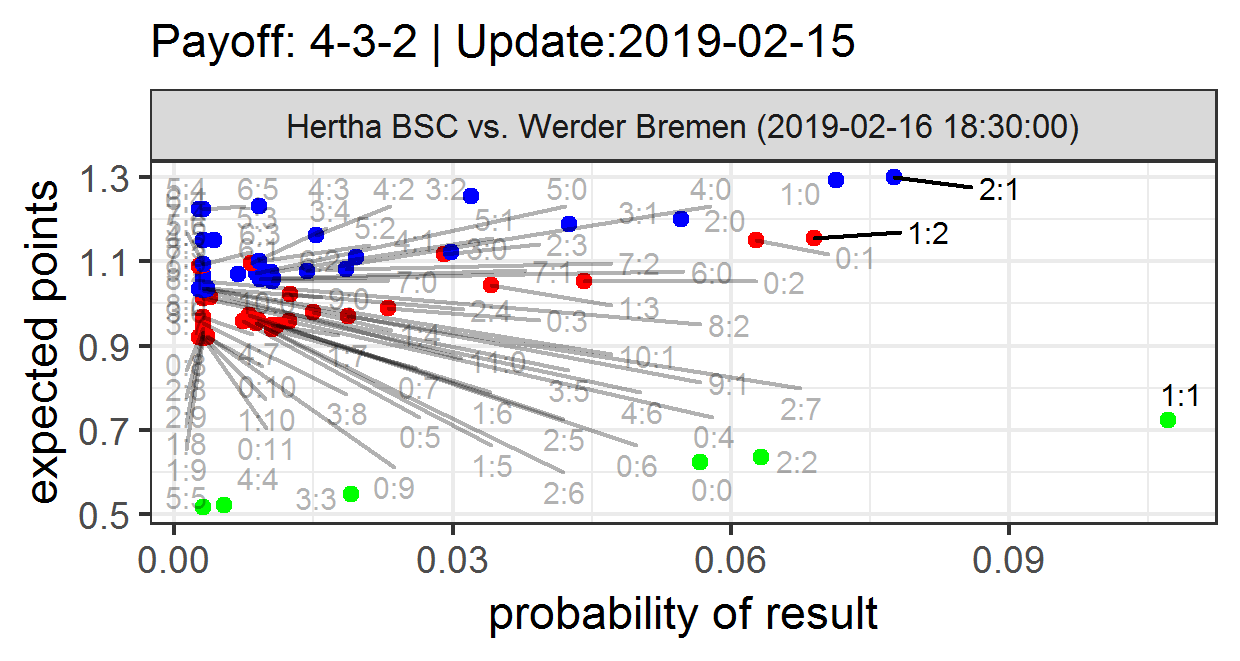 Payoff: 4-3-2 | Update:2019-02-15
Hertha BSC vs. Werder Bremen (2019-02-16 18:30:00)
expected points
1.3
1.1
0.9
0.7
0.5
5:4 6:5 4:3 4:2 3:2 5:0 4:0 1:0 2:1
5:3 3:4 5:2 5:1 3:1 2:0 1:2
6:3 4:1 3:0 2:3 0:1
6:1 6:2 7:0 7:1 7:2 6:0 0:2
9:0 2:4 0:3 1:3 8:2
4:7 1:7 1:4 11:0 10:1
0:10 0:7 3:5 9:1
1:10 3:8 1:6 4:6 2:7 1:1
0:11 0:5 2:5 0:4
4:4 1:5 0:6 2:2
2:8
2:9
1:8
1:9
5:5 3:3 0:9 2:6 0:0
0.00 0.03 0.06 0.09
probability of result